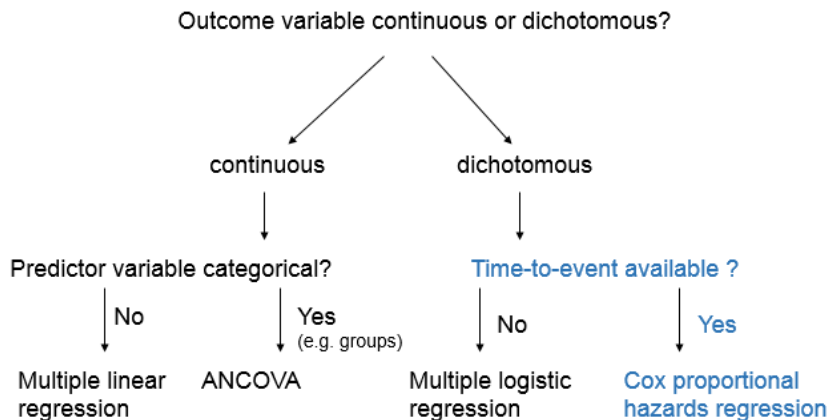 Outcome variable continuous or dichotomous?
continuous
dichotomous
Predictor variable categorical?
Time-to-event available ?
No
Yes
(e.g. groups)
No
Yes
Multiple linear
regression
ANCOVA
Multiple logistic
regression
Cox proportional
hazards regression